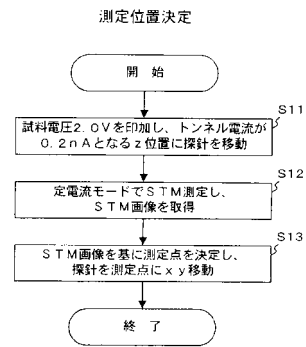 測定位置決定
開　始
S11
試料電圧２.０Ｖを印加し、トンネル電流が
０.２ｎＡとなるｚ位置に探針を移動
S12
定電流モードでＳＴＭ測定し、
ＳＴＭ画像を取得
S13
ＳＴＭ画像を基に測定点を決定し、
探針を測定点にｘｙ移動
終　了